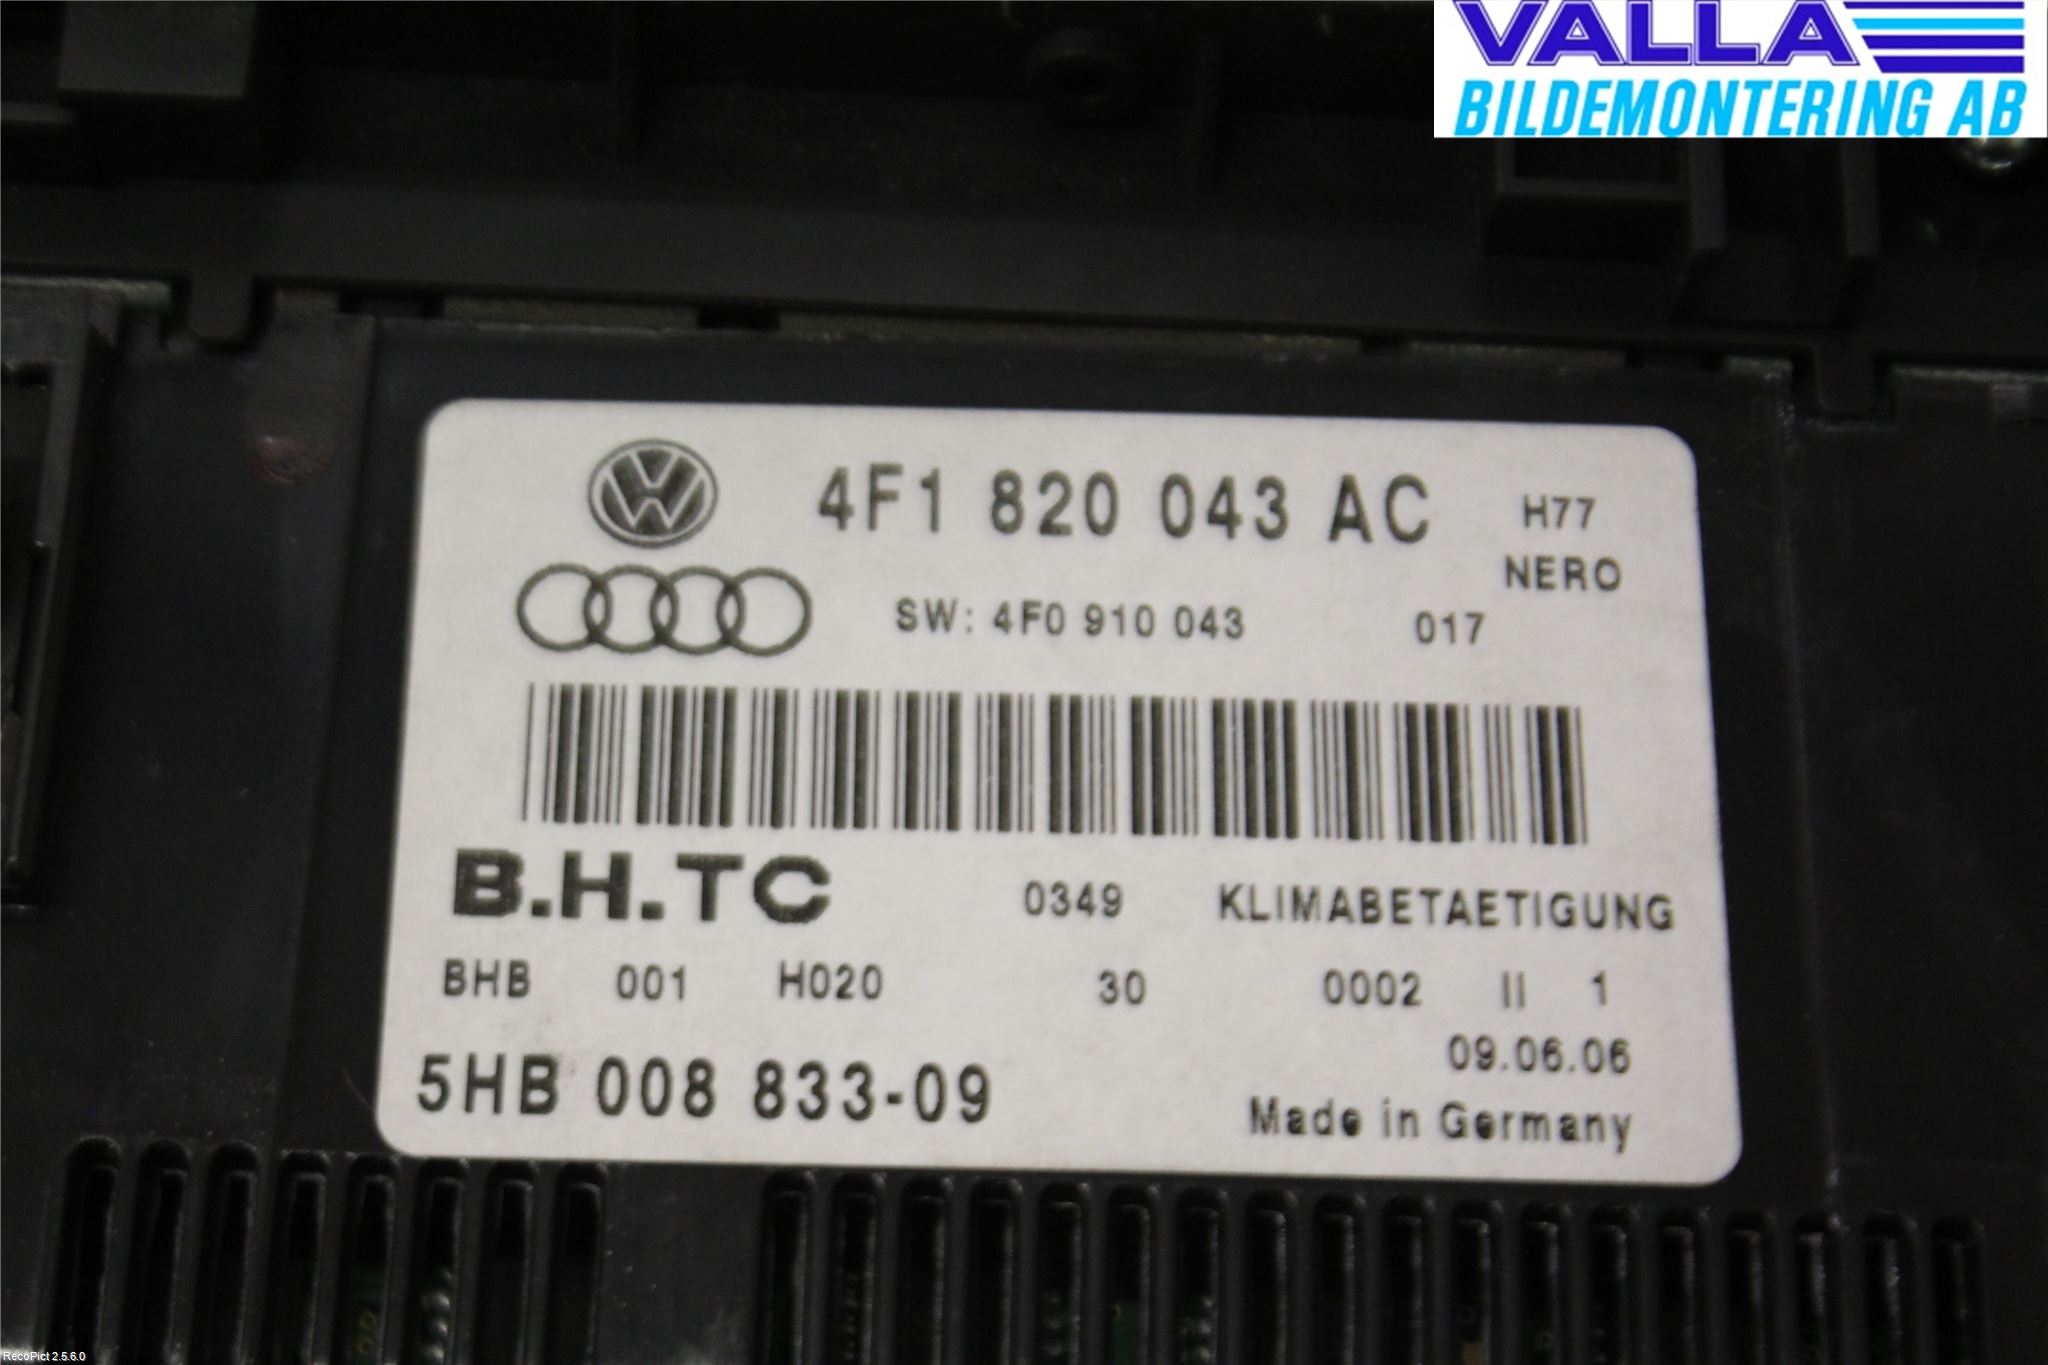 VALLA
BILDEMONTERING AB
4F1 820 043 AC H77
NERO
SW: 4F0 910 043 017
B.H.TC 0349 KLIMABETAETIGUNG
BHB 001 H020 30 0002 II 1
09.06.06
5HB 008 833-09
Made in Germany
RecoPict 2.5.6.0